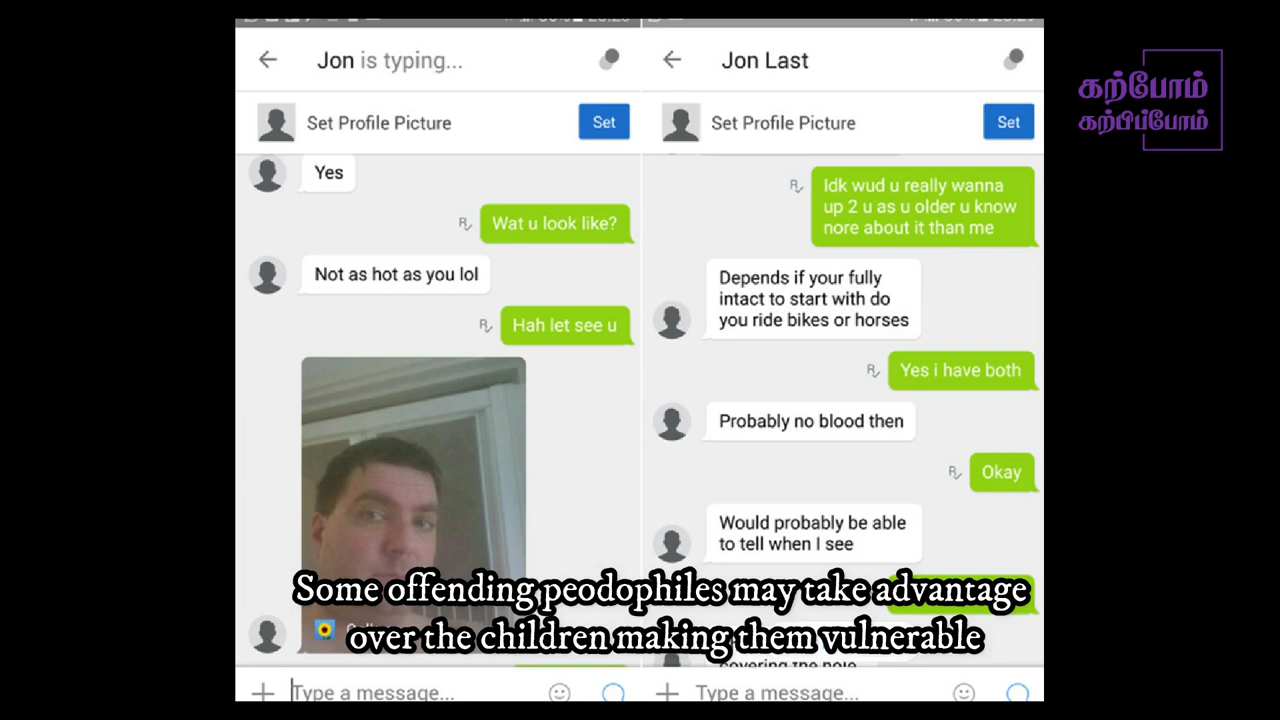 Jon is typing...
Set Profile Picture
Set
Yes
Wat u look like?
Not as hot as you lol
Hah let see u
Type a message...
Jon Last
Set Profile Picture
Set
Idk wud u really wanna
up 2 u as u older u know
nore about it than me
Depends if your fully
intact to start with do
you ride bikes or horses
Yes i have both
Probably no blood then
Okay
Would probably be able
to tell when I see
covering the hole
Type a message...
Some offending peodophiles may take advantage
over the children making them vulnerable
கற்போம்
கற்பிப்போம்